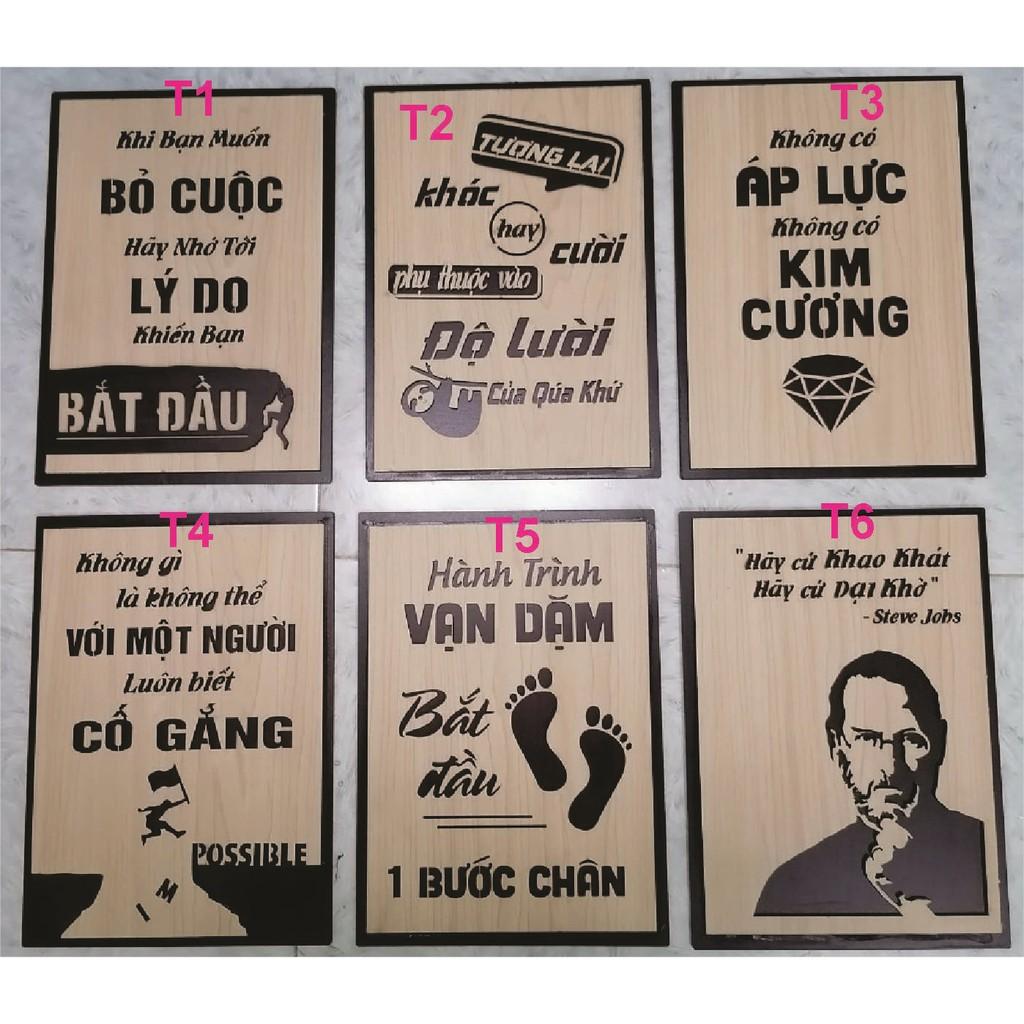 T1
Khi Bạn Muốn
BỎ CUỘC
Hãy Nhớ Tới
LÝ DO
Khiến Bạn
BẮT ĐẦU
T2
TƯƠNG LAI
khóc
hay
cười
phụ thuộc vào
Độ lười
Của Qúa Khứ
T3
Không có
ÁP LỰC
Không có
KIM
CƯƠNG
T4
Không gì
là không thể
VỚI MỘT NGƯỜI
Luôn biết
CỐ GẮNG
POSSIBLE
I M
T5
Hành Trình
VẠN DẶM
Bắt
đầu
1 BƯỚC CHÂN
T6
"Hãy cứ Khao Khát
Hãy cứ Dại Khờ"
- Steve Jobs